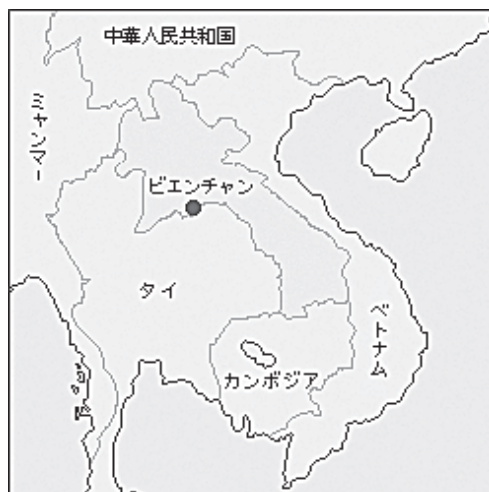 中華人民共和国
ミャンマー
ビエンチャン
タイ
ベトナム
カンボジア